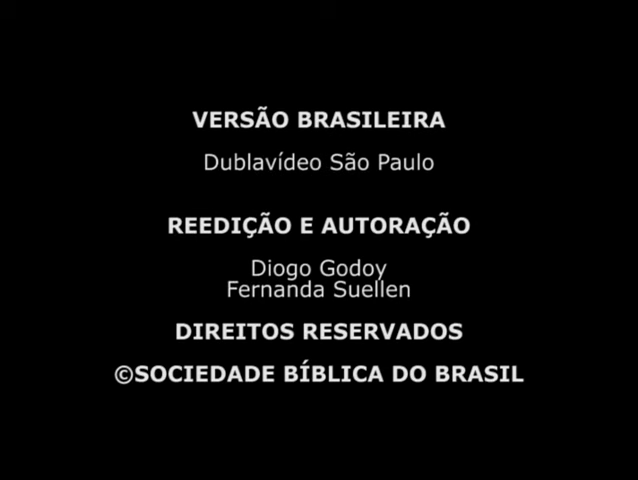 VERSÃO BRASILEIRA
Dublavídeo São Paulo
REEDIÇÃO E AUTORAÇÃO
Diogo Godoy
Fernanda Suellen
DIREITOS RESERVADOS
©SOCIEDADE BÍBLICA DO BRASIL